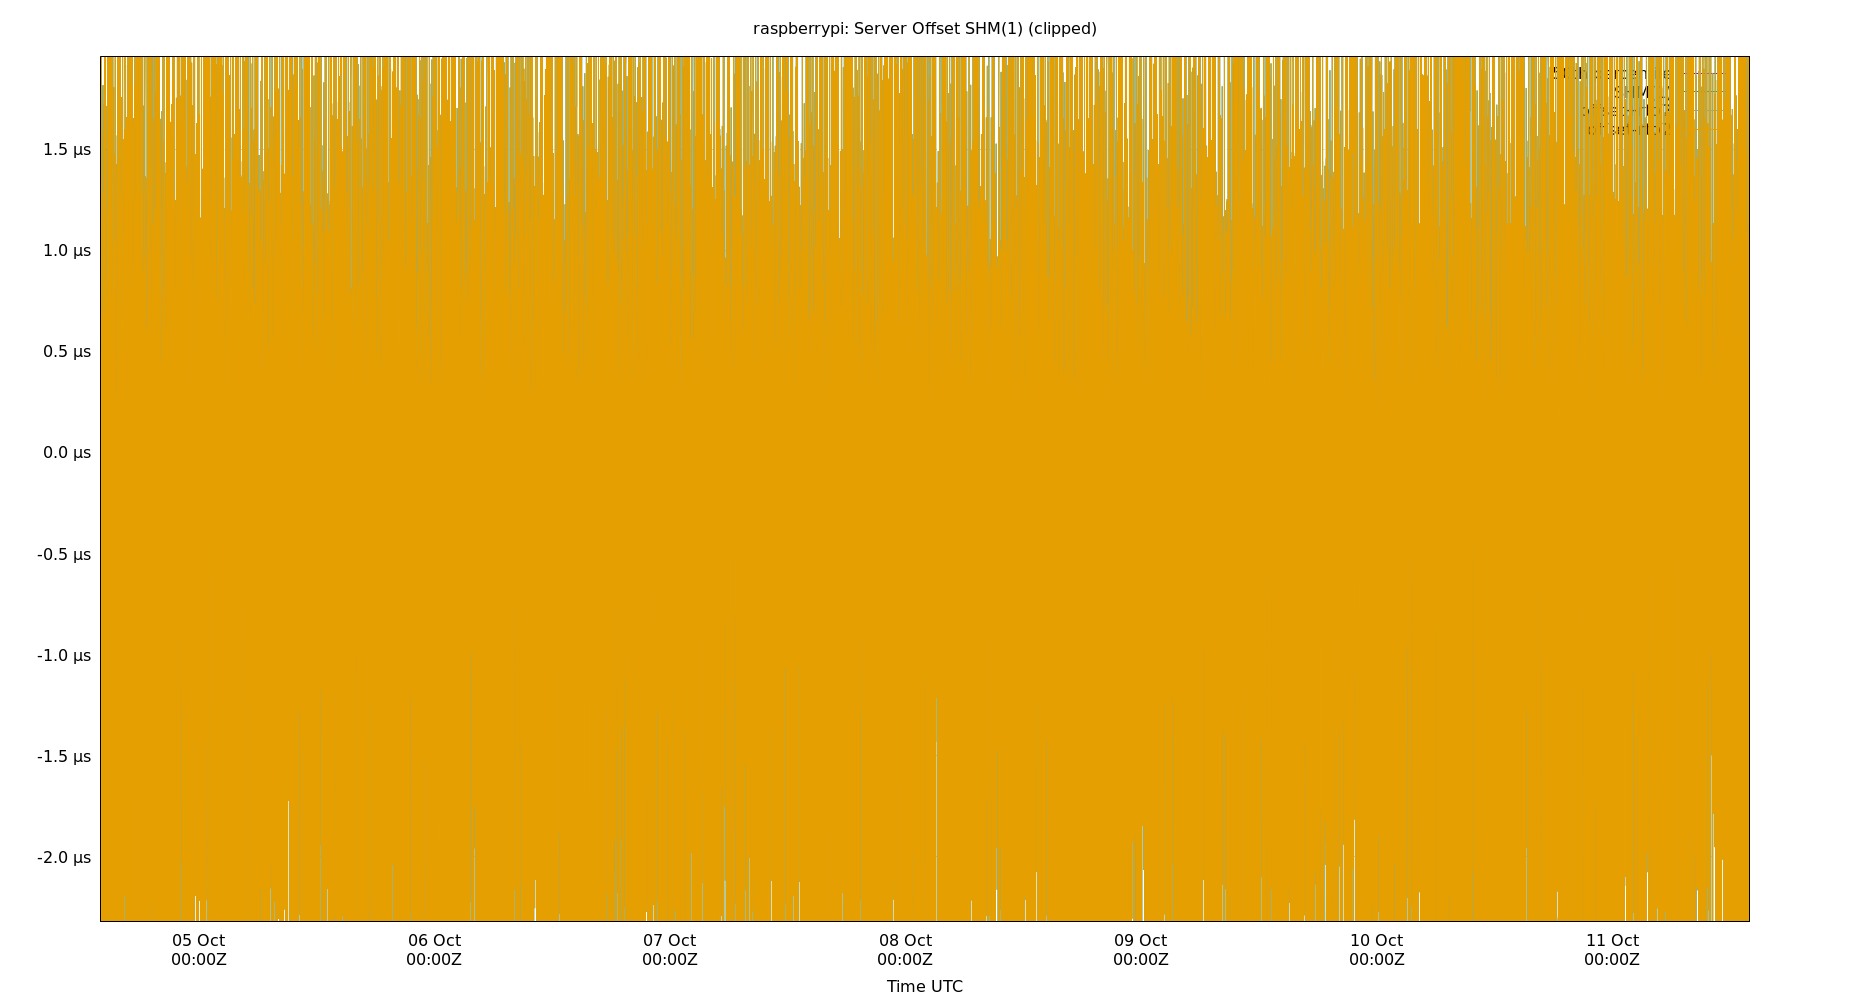 raspberrypi: Server Offset SHM(1) (clipped)
1.5 µs
1.0 µs
0.5 µs
0.0 µs
-0.5 µs
-1.0 µs
-1.5 µs
-2.0 µs
05 Oct 06 Oct 07 Oct 08 Oct 09 Oct 10 Oct 11 Oct
00:00Z 00:00Z 00:00Z 00:00Z 00:00Z 00:00Z 00:00Z
Time UTC